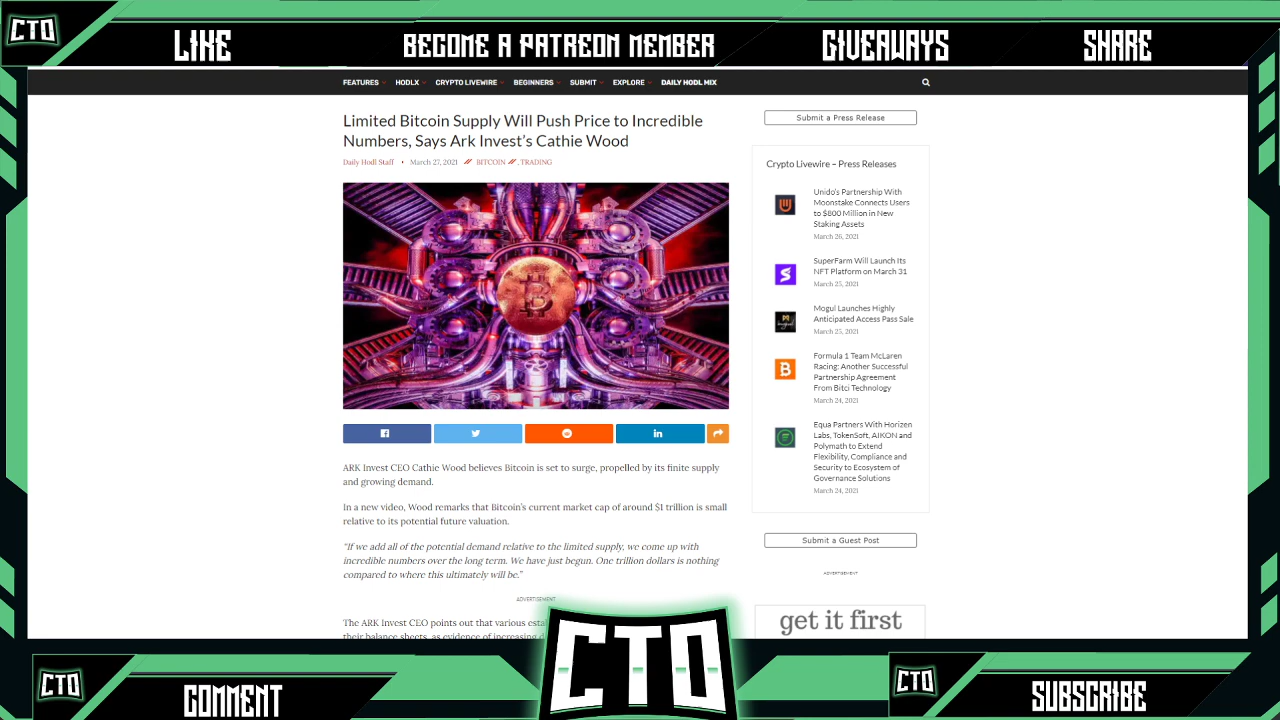 CTO
LIKE
BECOME A PATREON MEMBER
GIVEAWAYS
SHARE
FEATURES
HODLX
CRYPTO LIVEWIRE
BEGINNERS
SUBMIT
EXPLORE
DAILY HODL MIX
Limited Bitcoin Supply Will Push Price to Incredible
Numbers, Says Ark Invest's Cathie Wood
Daily Hodl Staff • March 27, 2021 // BITCOIN // , TRADING
ARK Invest CEO Cathie Wood believes Bitcoin is set to surge, propelled by its finite supply
and growing demand.
In a new video, Wood remarks that Bitcoin's current market cap of around $1 trillion is small
relative to its potential future valuation.
"If we add all of the potential demand relative to the limited supply, we come up with
incredible numbers over the long term. We have just begun. One trillion dollars is nothing
compared to where this ultimately will be."
ADVERTISEMENT
The ARK Invest CEO points out that various
their balance sheets, as evidence of increasing
Submit a Press Release
Crypto Livewire – Press Releases
Unido's Partnership With
Moonstake Connects Users
to $800 Million in New
Staking Assets
March 26, 2021
SuperFarm Will Launch Its
NFT Platform on March 31
March 25, 2021
Mogul Launches Highly
Anticipated Access Pass Sale
March 25, 2021
Formula 1 Team McLaren
Racing: Another Successful
Partnership Agreement
From Bitci Technology
March 24, 2021
Equa Partners With Horizen
Labs, TokenSoft, AIKON and
Polymath to Extend
Flexibility, Compliance and
Security to Ecosystem of
Governance Solutions
March 24, 2021
Submit a Guest Post
ADVERTISEMENT
get it first
CTO
COMMENT
CTO
CTO
SUBSCRIBE